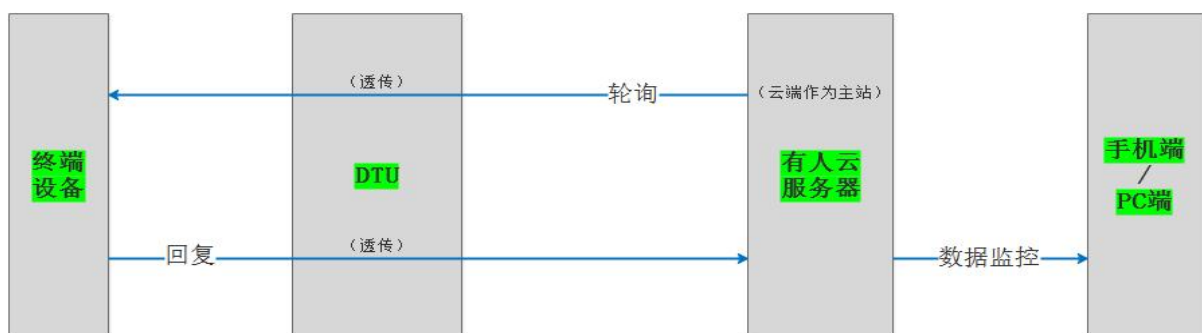 （透传）
轮询
（云端作为主站）
终端
设备
DTU
有人云
服务器
手机端
/
PC端
回复
（透传）
数据监控